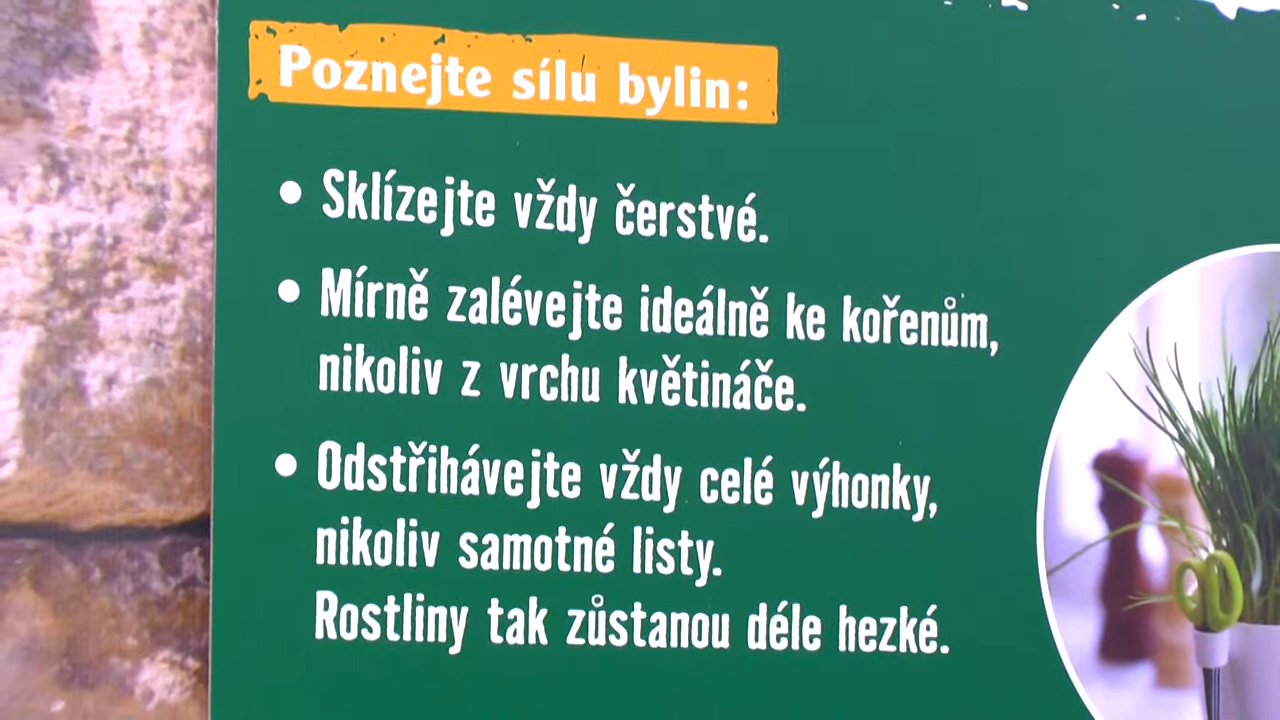 Poznejte sílu bylin:
• Sklízejte vždy čerstvé.
• Mírně zalévejte ideálně ke kořenům,
nikoliv z vrchu květináče.
• Odstřihávejte vždy celé výhonky,
nikoliv samotné listy.
Rostliny tak zůstanou déle hezké.